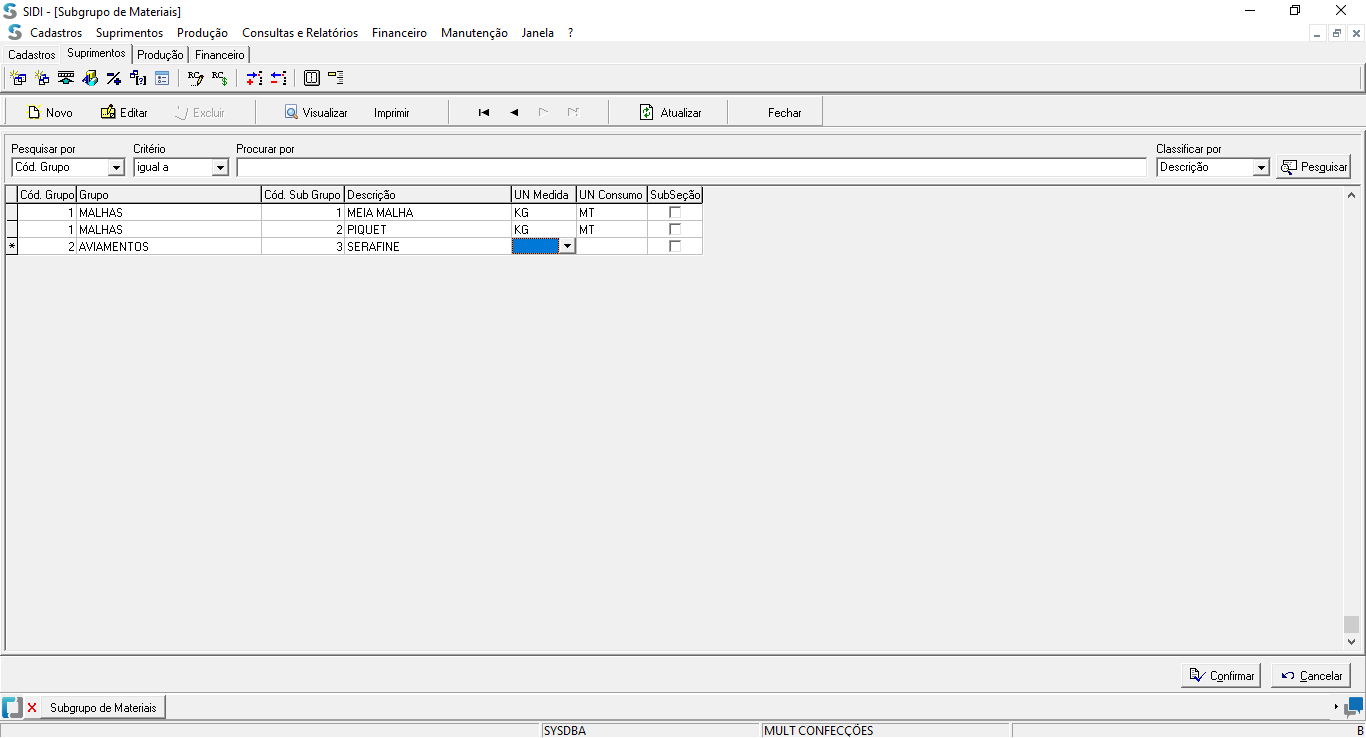 SIDI - [Subgrupo de Materiais]
Cadastros Suprimentos Produção Consultas e Relatórios Financeiro Manutenção Janela ?
Cadastros Suprimentos Produção Financeiro
Novo Editar Excluir Visualizar Imprimir Atualizar Fechar
Pesquisar por Critério Procurar por Classificar por
Cód. Grupo igual a Descrição Pesquisar
Cód. Grupo Grupo Cód. Sub Grupo Descrição UN Medida UN Consumo SubSeção
1 MALHAS 1 MEIA MALHA KG MT
1 MALHAS 2 PIQUET KG MT
* 2 AVIAMENTOS 3 SERAFINE
Confirmar Cancelar
Subgrupo de Materiais
SYSDBA MULT CONFECÇÕES B